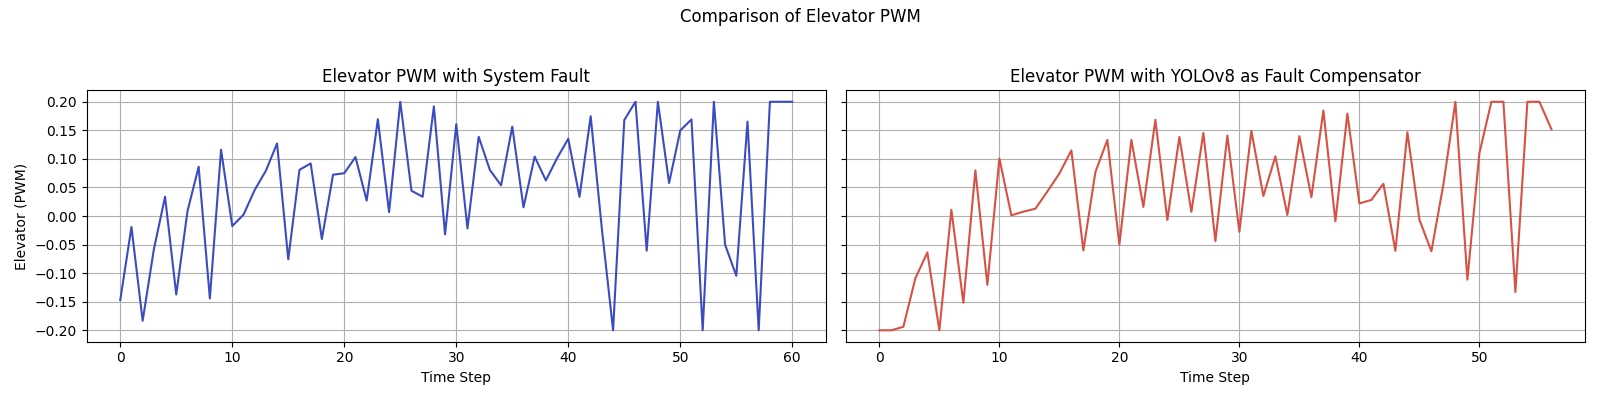 Comparison of Elevator PWM
Elevator PWM with System Fault
Elevator (PWM)
0.20
0.15
0.10
0.05
0.00
−0.05
−0.10
−0.15
−0.20
0 10 20 30 40 50 60
Time Step
Elevator PWM with YOLOv8 as Fault Compensator
0 10 20 30 40 50
Time Step